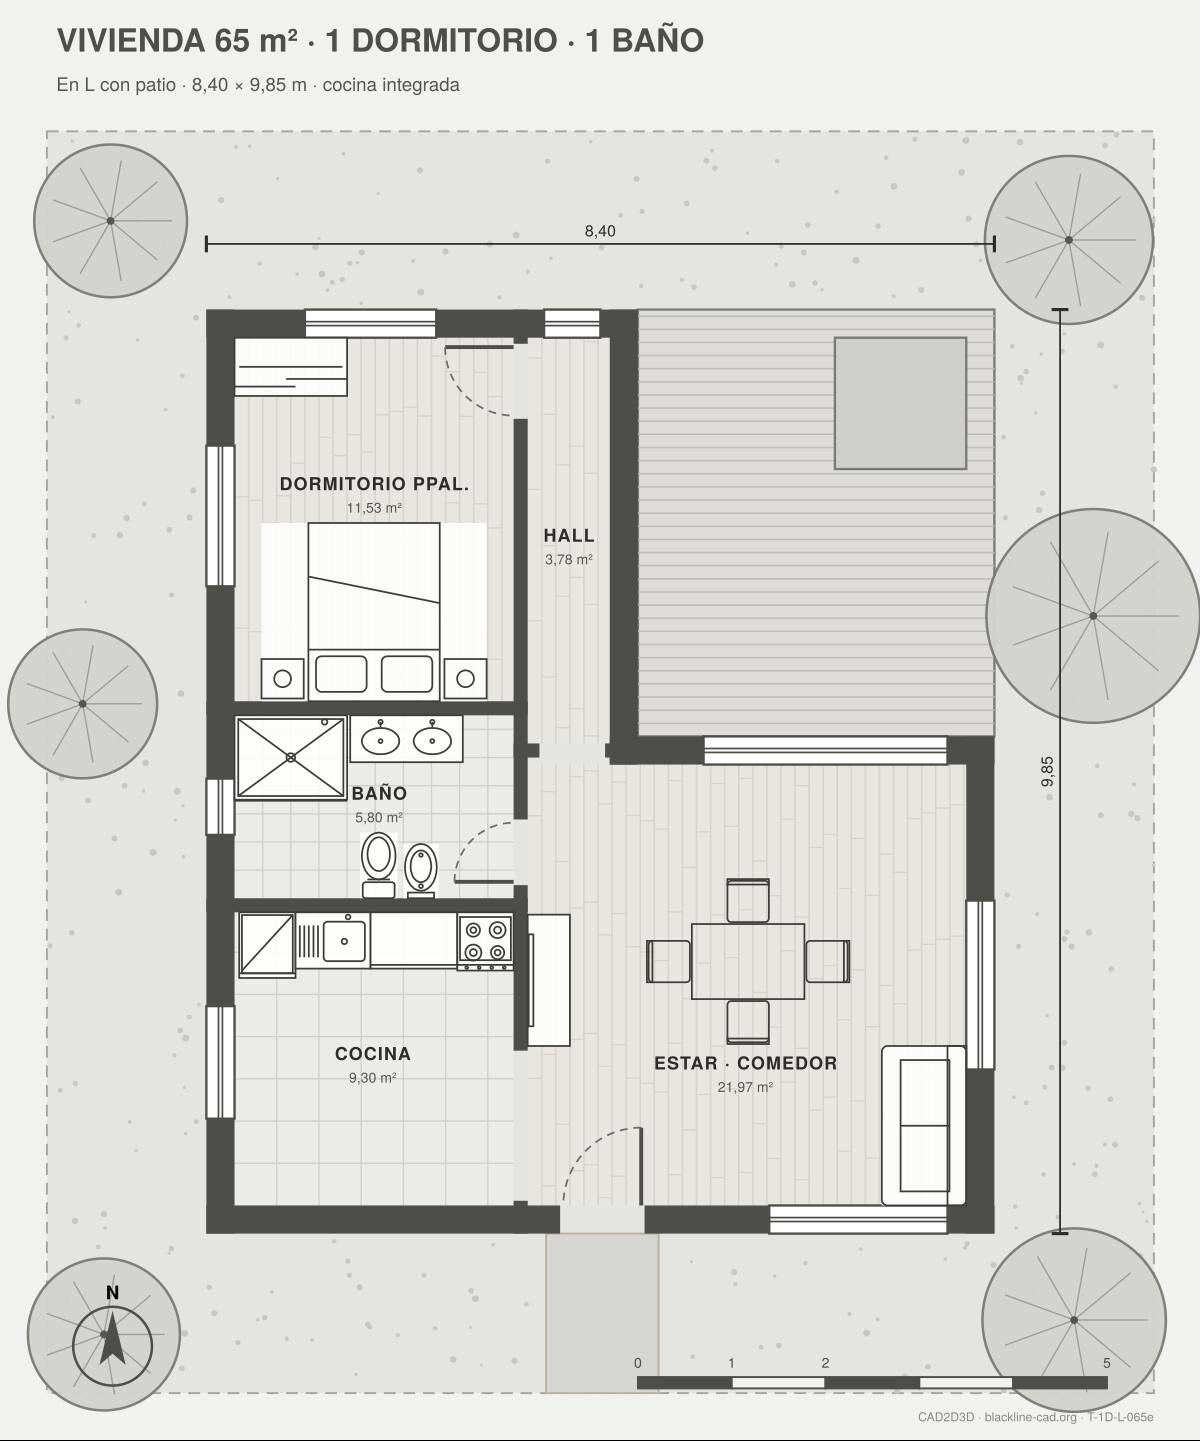 VIVIENDA 65 m² · 1 DORMITORIO · 1 BAÑO
En L con patio · 8,40 × 9,85 m · cocina integrada
8,40
DORMITORIO PPAL.
11,53 m²
HALL
3,78 m²
9,85
BAÑO
5,80 m²
COCINA
9,30 m²
ESTAR · COMEDOR
21,97 m²
N
0 1 2 5
CAD2D3D · blackline-cad.org · T-1D-L-065e